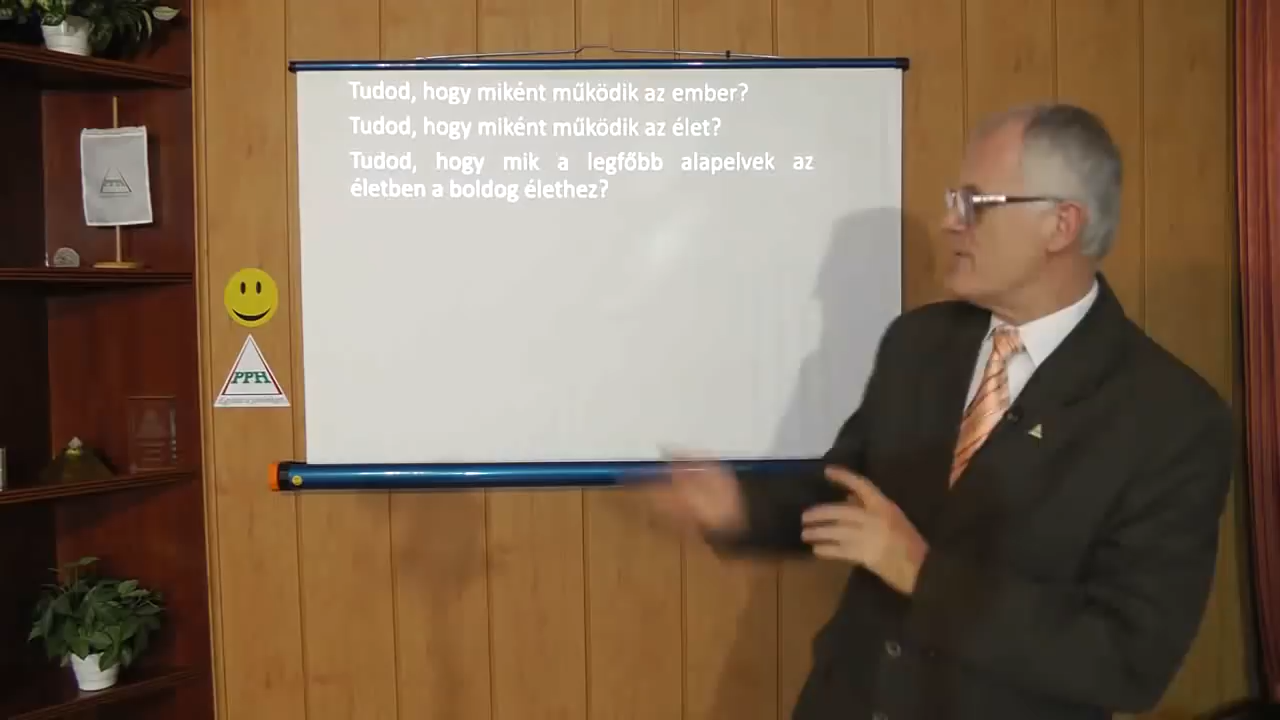 Tudod, hogy miként működik az ember?
Tudod, hogy miként működik az élet?
Tudod, hogy mik a legfőbb alapelvek az
életben a boldog élethez?
PPH